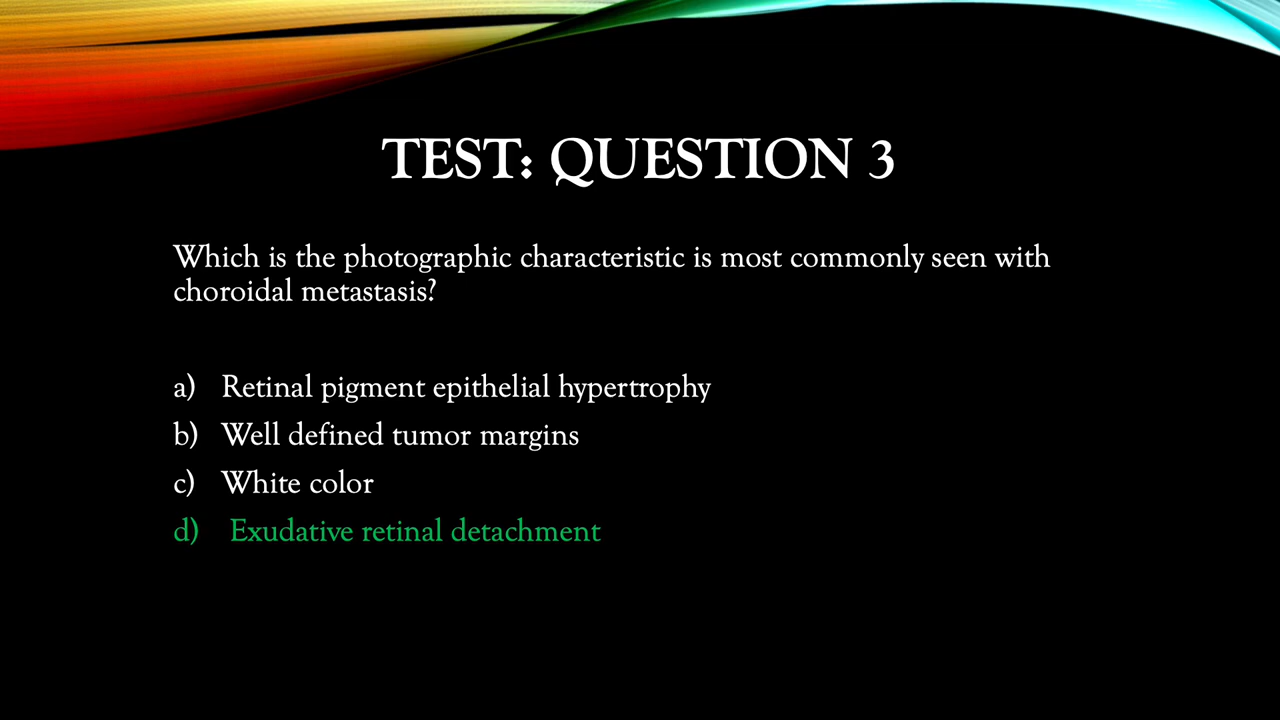 TEST: QUESTION 3
Which is the photographic characteristic is most commonly seen with
choroidal metastasis?
a) Retinal pigment epithelial hypertrophy
b) Well defined tumor margins
c) White color
d) Exudative retinal detachment